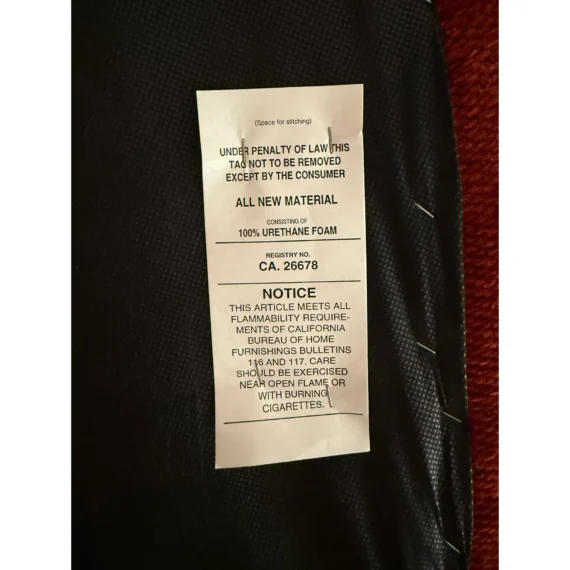 (Space for stitching)
UNDER PENALTY OF LAW THIS
TAG NOT TO BE REMOVED
EXCEPT BY THE CONSUMER
ALL NEW MATERIAL
CONSISTING OF
100% URETHANE FOAM
REGISTRY NO.
CA. 26678
NOTICE
THIS ARTICLE MEETS ALL
FLAMMABILITY REQUIRE-
MENTS OF CALIFORNIA
BUREAU OF HOME
FURNISHINGS BULLETINS
116 AND 117. CARE
SHOULD BE EXERCISED
NEAR OPEN FLAME OR
WITH BURNING
CIGARETTES.